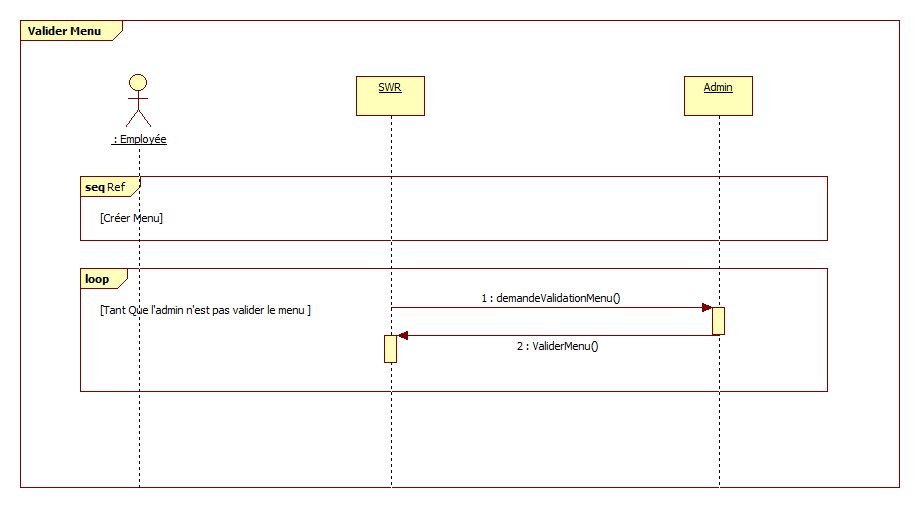 Valider Menu
SWR
Admin
: Employée
seq Ref
[Créer Menu]
loop
1 : demandeValidationMenu()
[Tant Que l'admin n'est pas valider le menu ]
2 : ValiderMenu()